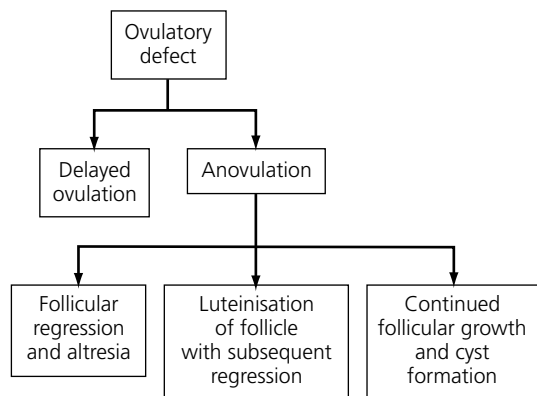 Ovulatory
defect
Delayed
ovulation
Anovulation
Follicular
regression
and altresia
Luteinisation
of follicle
with subsequent
regression
Continued
follicular growth
and cyst
formation